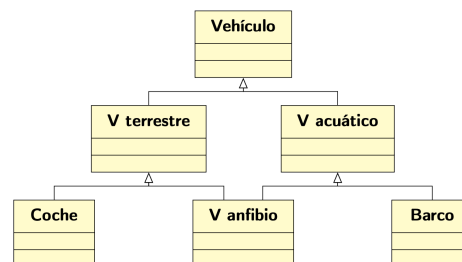 Vehículo
V terrestre
V acuático
Coche
V anfibio
Barco